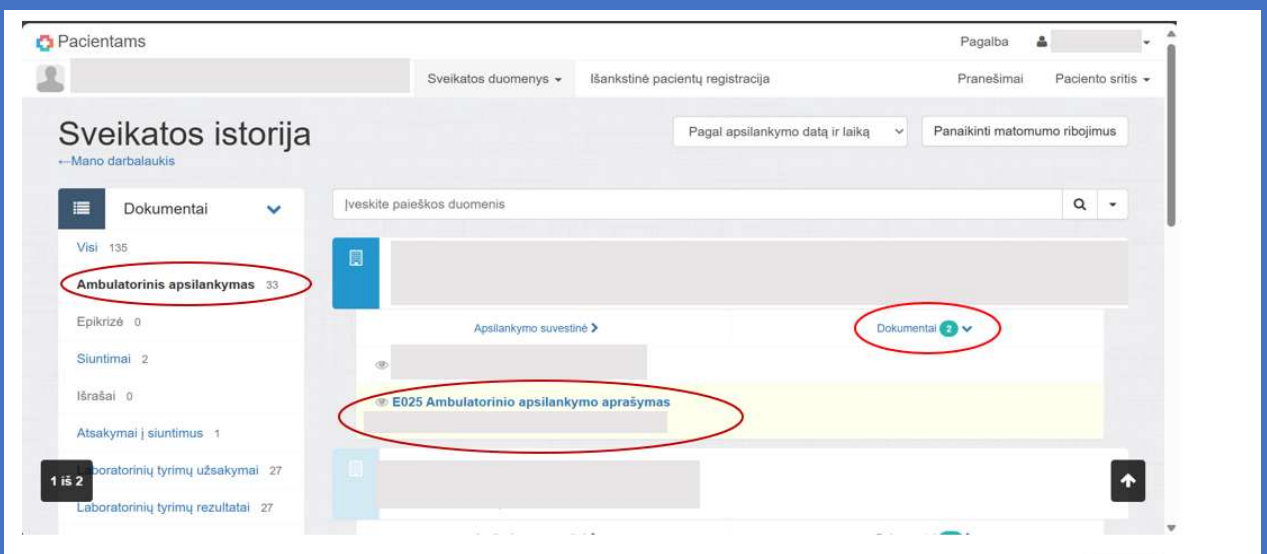 Pacientams
Pagalba
Sveikatos duomenys
Išankstinė pacientų registracija
Pranešimai
Paciento sritis
Sveikatos istorija
←Mano darbalaukis
Pagal apsilankymo datą ir laiką
Panaikinti matomumo ribojimus
Dokumentai
Įveskite paieškos duomenis
Visi 135
Ambulatorinis apsilankymas 33
Epikrizė 0
Siuntimai 2
Išrašai 0
Atsakymai į siuntimus 1
Laboratorinių tyrimų užsakymai 27
Laboratorinių tyrimų rezultatai 27
1 iš 2
Apsilankymo suvestinė
Dokumentai 2
E025 Ambulatorinio apsilankymo aprašymas